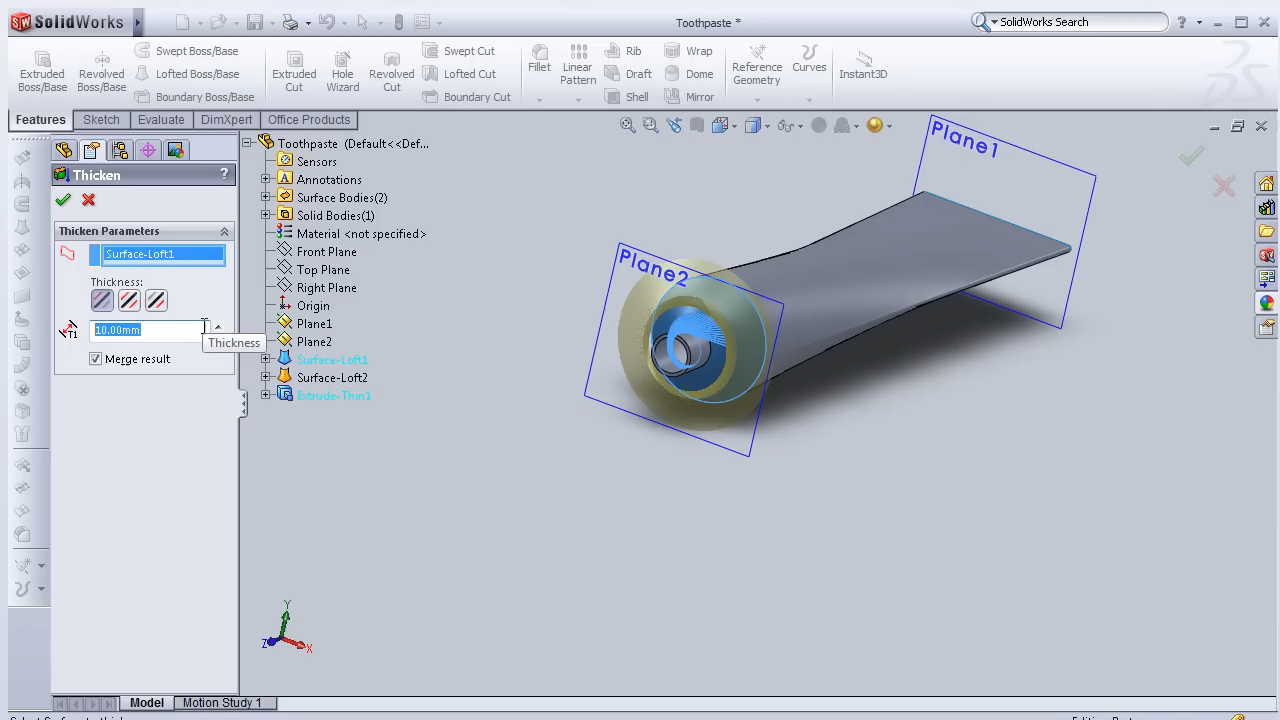 SolidWorks
Toothpaste *
SolidWorks Search
?
Extruded Boss/Base
Revolved Boss/Base
Swept Boss/Base
Lofted Boss/Base
Boundary Boss/Base
Extruded Cut
Hole Wizard
Revolved Cut
Swept Cut
Lofted Cut
Boundary Cut
Fillet
Linear Pattern
Rib
Draft
Shell
Wrap
Dome
Mirror
Reference Geometry
Curves
Instant3D
Features
Sketch
Evaluate
DimXpert
Office Products
Thicken
?
Thicken Parameters
Surface-Loft1
Thickness:
T1
10.00mm
Thickness
Merge result
Toothpaste (Default<<Def...
Sensors
Annotations
Surface Bodies(2)
Solid Bodies(1)
Material <not specified>
Front Plane
Top Plane
Right Plane
Origin
Plane1
Plane2
Surface-Loft1
Surface-Loft2
Extrude-Thin1
Plane1
Plane2
Y
Z
X
Model
Motion Study 1